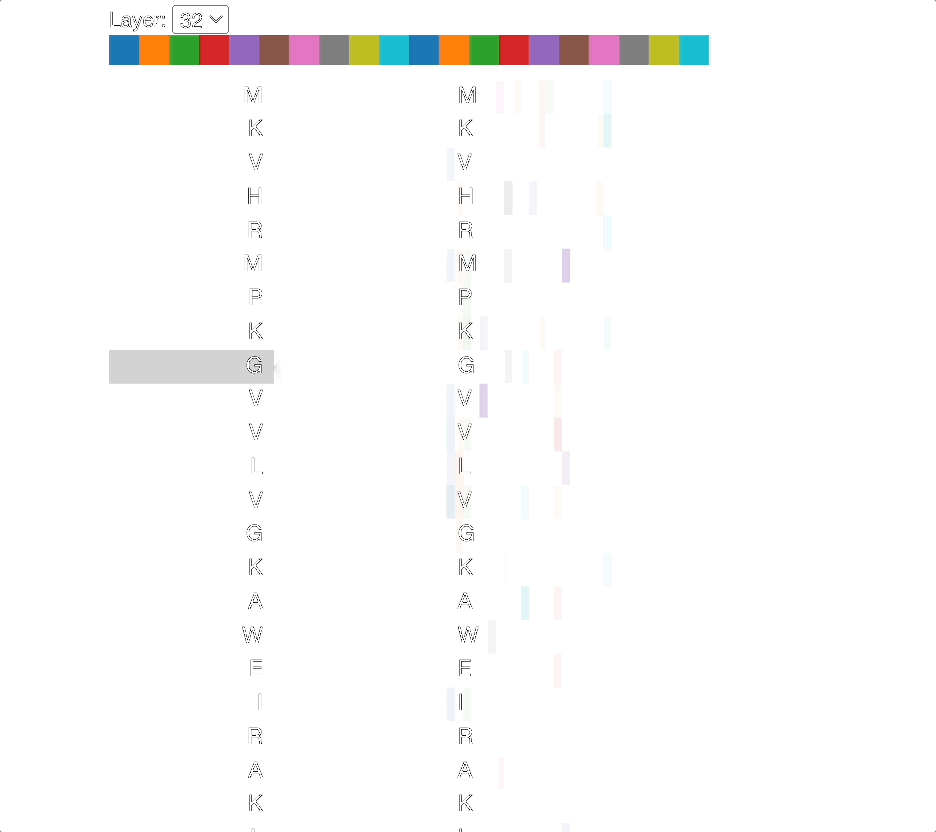 Layer: 32
M M
K K
V V
H H
R R
M M
P P
K K
G G
V V
V V
L L
V V
G G
K K
A A
W W
E E
I I
R R
A A
K K